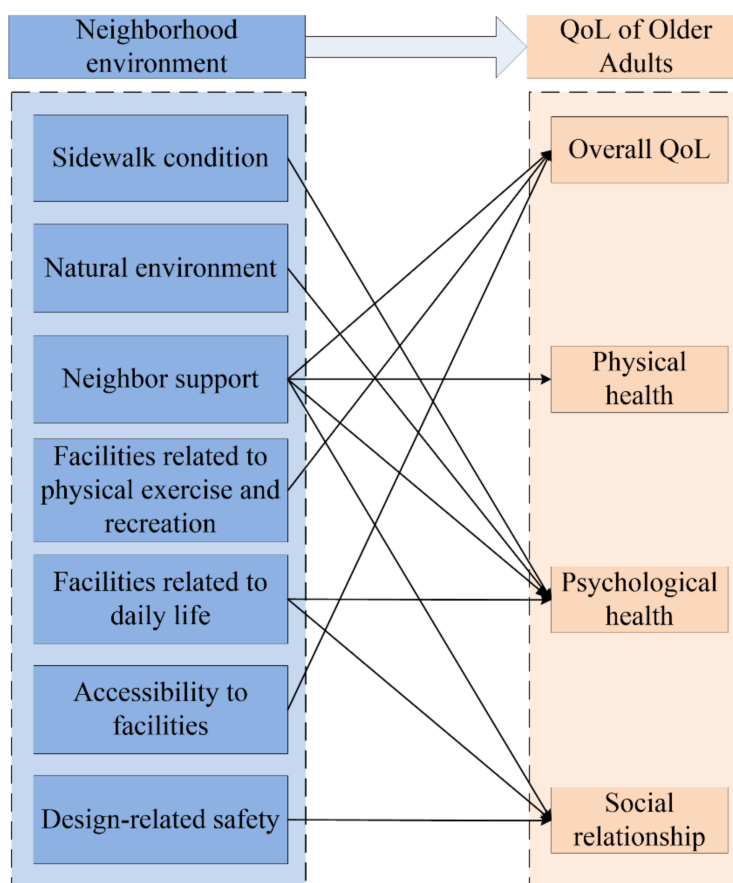 Neighborhood
environment
QoL of Older
Adults
Sidewalk condition
Natural environment
Neighbor support
Facilities related to
physical exercise and
recreation
Facilities related to
daily life
Accessibility to
facilities
Design-related safety
Overall QoL
Physical
health
Psychological
health
Social
relationship